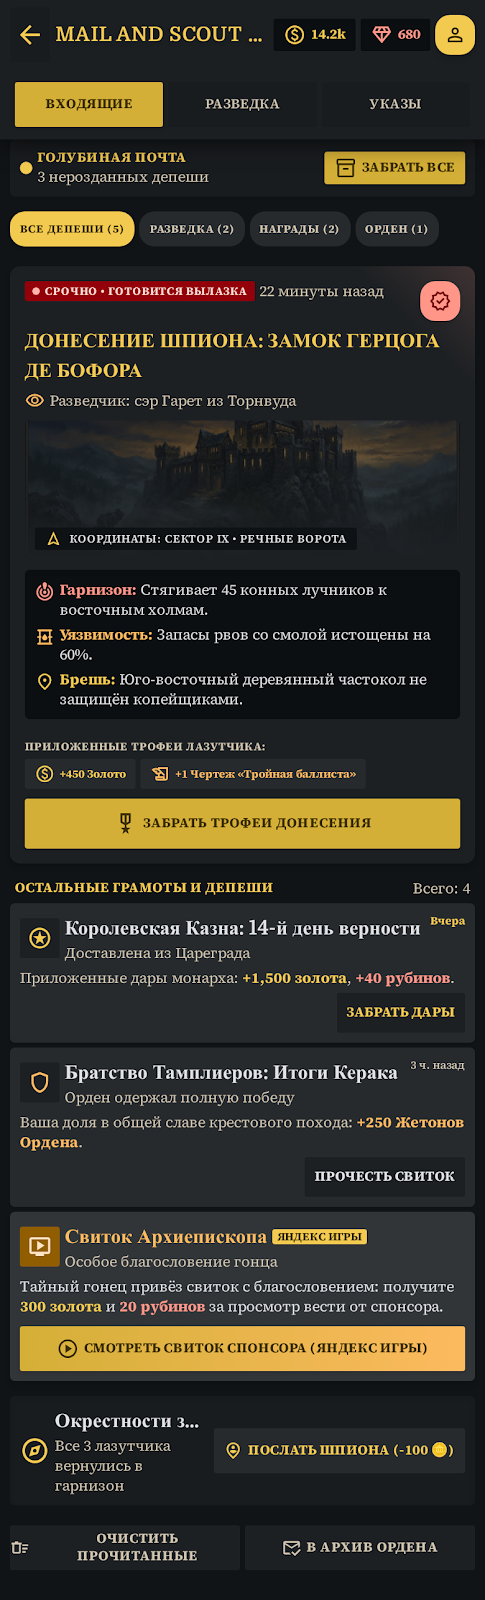 MAIL AND SCOUT ...
14.2k
680
ВХОДЯЩИЕ
РАЗВЕДКА
УКАЗЫ
ГОЛУБИНАЯ ПОЧТА
3 нерозданных депеши
ЗАБРАТЬ ВСЕ
ВСЕ ДЕПЕШИ (5)
РАЗВЕДКА (2)
НАГРАДЫ (2)
ОРДЕН (1)
СРОЧНО • ГОТОВИТСЯ ВЫЛАЗКА
22 минуты назад
ДОНЕСЕНИЕ ШПИОНА: ЗАМОК ГЕРЦОГА
ДЕ БОФОРА
Разведчик: сэр Гарет из Торнвуда
КООРДИНАТЫ: СЕКТОР IX • РЕЧНЫЕ ВОРОТА
Гарнизон: Стягивает 45 конных лучников к
восточным холмам.
Уязвимость: Запасы рвов со смолой истощены на
60%.
Брешь: Юго-восточный деревянный частокол не
защищён копейщиками.
ПРИЛОЖЕННЫЕ ТРОФЕИ ЛАЗУТЧИКА:
+450 Золото
+1 Чертеж «Тройная баллиста»
ЗАБРАТЬ ТРОФЕИ ДОНЕСЕНИЯ
ОСТАЛЬНЫЕ ГРАМОТЫ И ДЕПЕШИ
Всего: 4
Королевская Казна: 14-й день верности
Вчера
Доставлена из Цареграда
Приложенные дары монарха: +1,500 золота, +40 рубинов.
ЗАБРАТЬ ДАРЫ
Братство Тамплиеров: Итоги Керака
3 ч. назад
Орден одержал полную победу
Ваша доля в общей славе крестового похода: +250 Жетонов
Ордена.
ПРОЧЕСТЬ СВИТОК
Свиток Архиепископа
ЯНДЕКС ИГРЫ
Особое благословение гонца
Тайный гонец привёз свиток с благословением: получите
300 золота и 20 рубинов за просмотр вести от спонсора.
СМОТРЕТЬ СВИТОК СПОНСОРА (ЯНДЕКС ИГРЫ)
Окрестности з...
Все 3 лазутчика
вернулись в
гарнизон
ПОСЛАТЬ ШПИОНА (-100 🪙)
ОЧИСТИТЬ
ПРОЧИТАННЫЕ
В АРХИВ ОРДЕНА